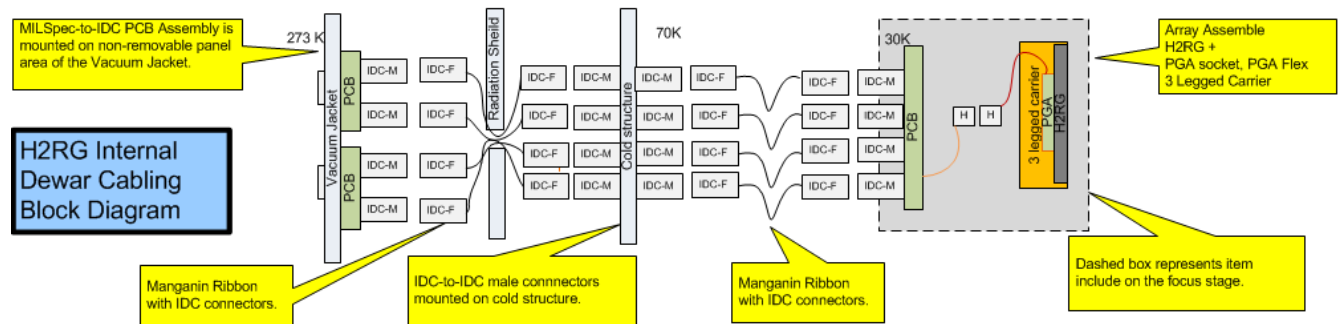 MILSpec-to-IDC PCB Assembly is
mounted on non-removable panel
area of the Vacuum Jacket.
H2RG Internal
Dewar Cabling
Block Diagram
273 K
Vacuum Jacket
PCB
PCB
IDC-M
IDC-F
IDC-M
IDC-F
IDC-M
IDC-F
IDC-M
IDC-F
Radiation Sheild
70K
IDC-F
IDC-M
IDC-F
IDC-M
IDC-F
IDC-M
IDC-F
IDC-M
Cold structure
IDC-M
IDC-F
IDC-M
IDC-F
IDC-M
IDC-F
IDC-M
IDC-F
30K
IDC-F
IDC-M
IDC-F
IDC-M
IDC-F
IDC-M
IDC-F
IDC-M
PCB
H
H
3 legged carrier
PGA
H2RG
Array Assemble
H2RG +
PGA socket, PGA Flex
3 Legged Carrier
Manganin Ribbon
with IDC connectors.
IDC-to-IDC male connnectors
mounted on cold structure.
Manganin Ribbon
with IDC connectors.
Dashed box represents item
include on the focus stage.